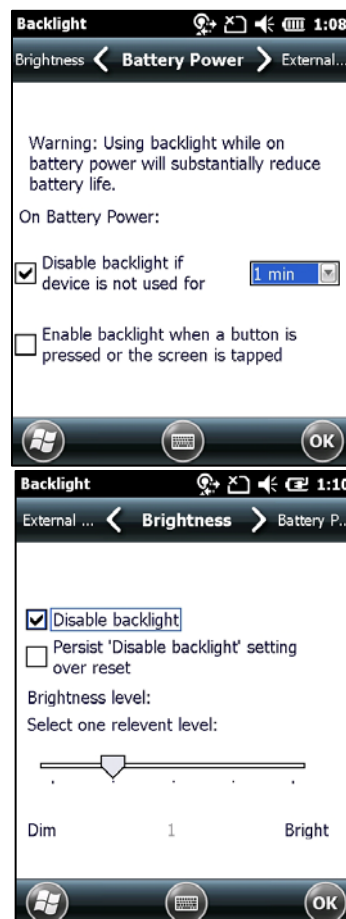 Backlight 1:08
Brightness Battery Power External...
Warning: Using backlight while on
battery power will substantially reduce
battery life.
On Battery Power:
Disable backlight if
device is not used for 1 min
Enable backlight when a button is
pressed or the screen is tapped
OK
Backlight 1:10
External ... Brightness Battery P...
Disable backlight
Persist 'Disable backlight' setting
over reset
Brightness level:
Select one relevent level:
Dim 1 Bright
OK